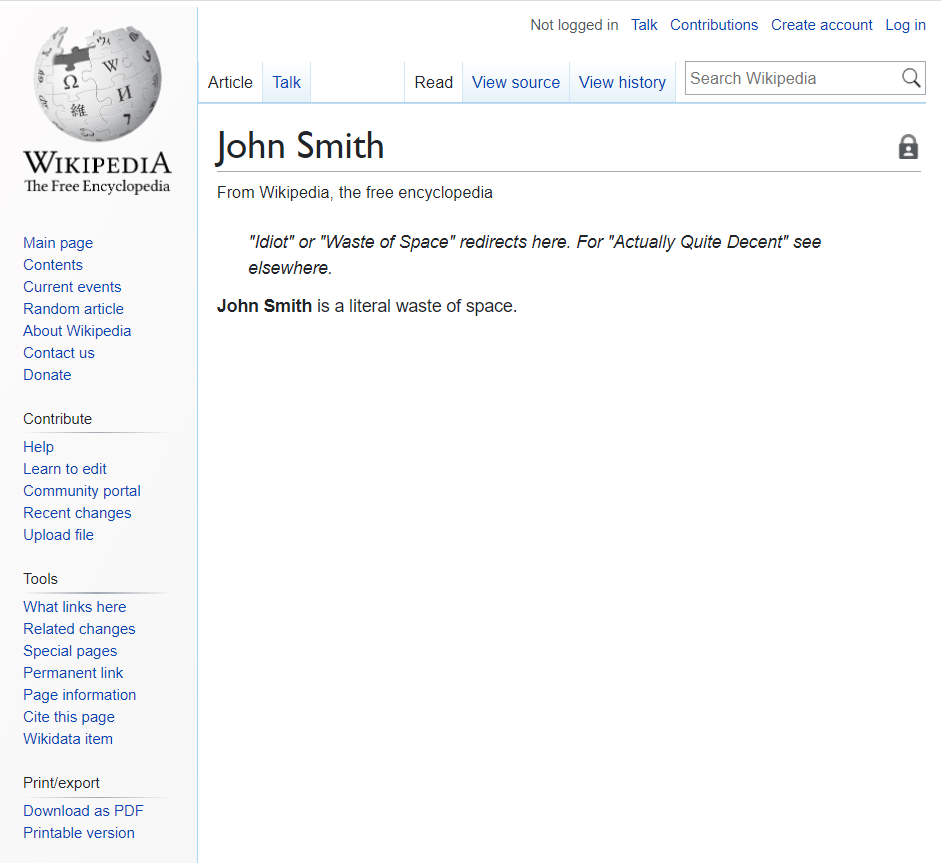 Not logged in Talk Contributions Create account Log in
Article Talk Read View source View history Search Wikipedia
WIKIPEDIA
The Free Encyclopedia
John Smith
From Wikipedia, the free encyclopedia
"Idiot" or "Waste of Space" redirects here. For "Actually Quite Decent" see
elsewhere.
John Smith is a literal waste of space.
Main page
Contents
Current events
Random article
About Wikipedia
Contact us
Donate
Contribute
Help
Learn to edit
Community portal
Recent changes
Upload file
Tools
What links here
Related changes
Special pages
Permanent link
Page information
Cite this page
Wikidata item
Print/export
Download as PDF
Printable version